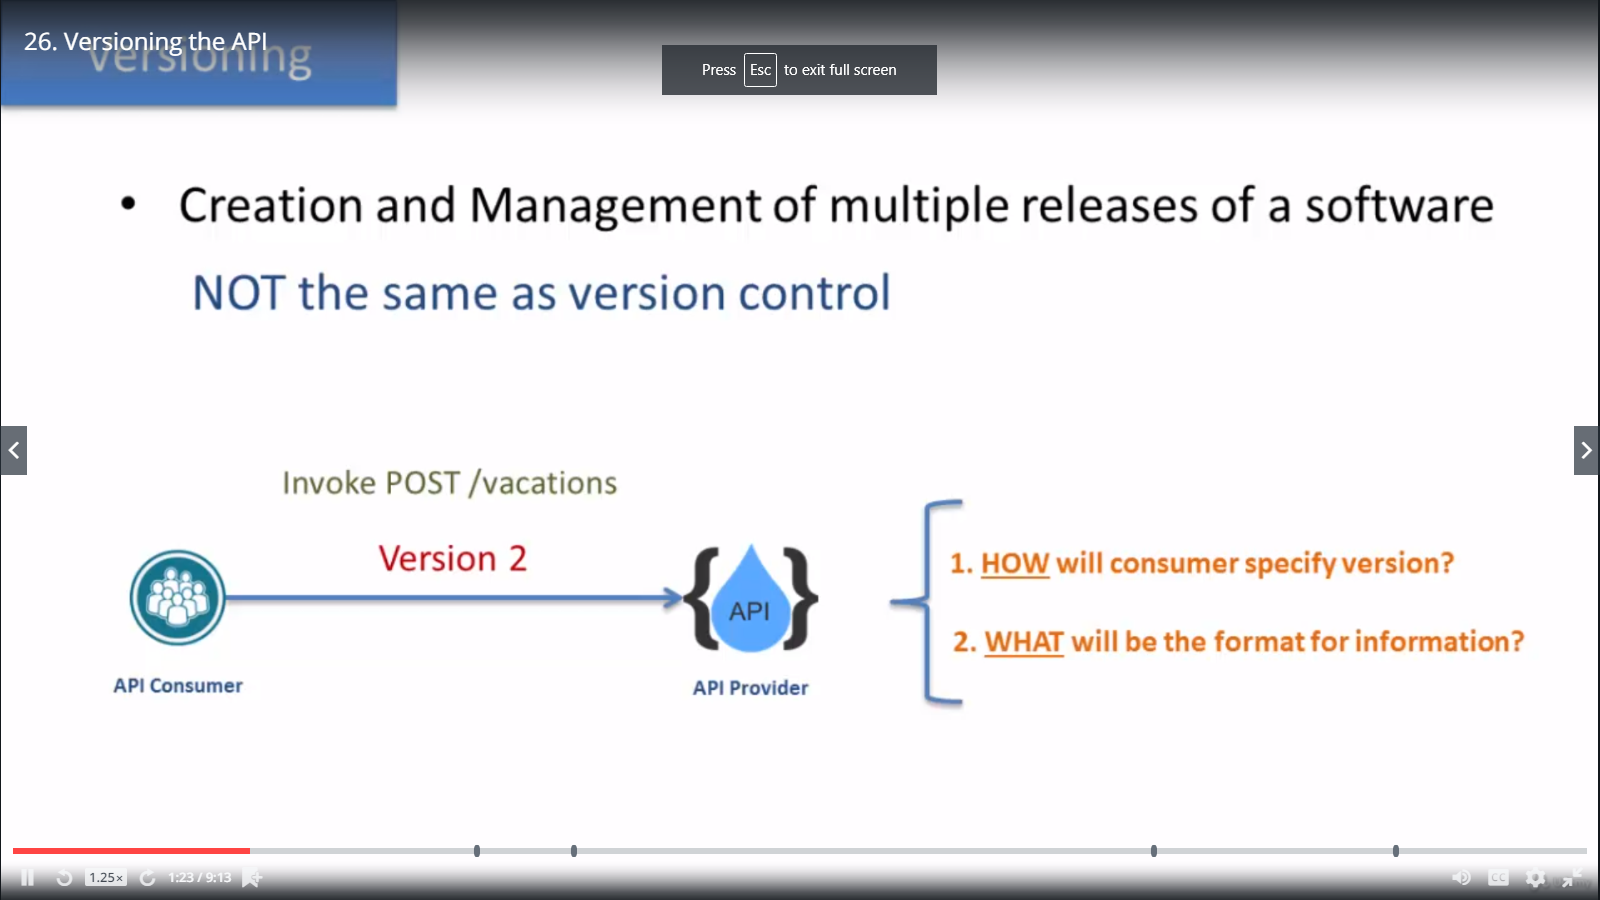 26. Versioning the API
Versioning
Press Esc to exit full screen
• Creation and Management of multiple releases of a software
NOT the same as version control
Invoke POST /vacations
Version 2
{ API }
API Consumer
API Provider
1. HOW will consumer specify version?
2. WHAT will be the format for information?
1.25×
1:23 / 9:13
CC